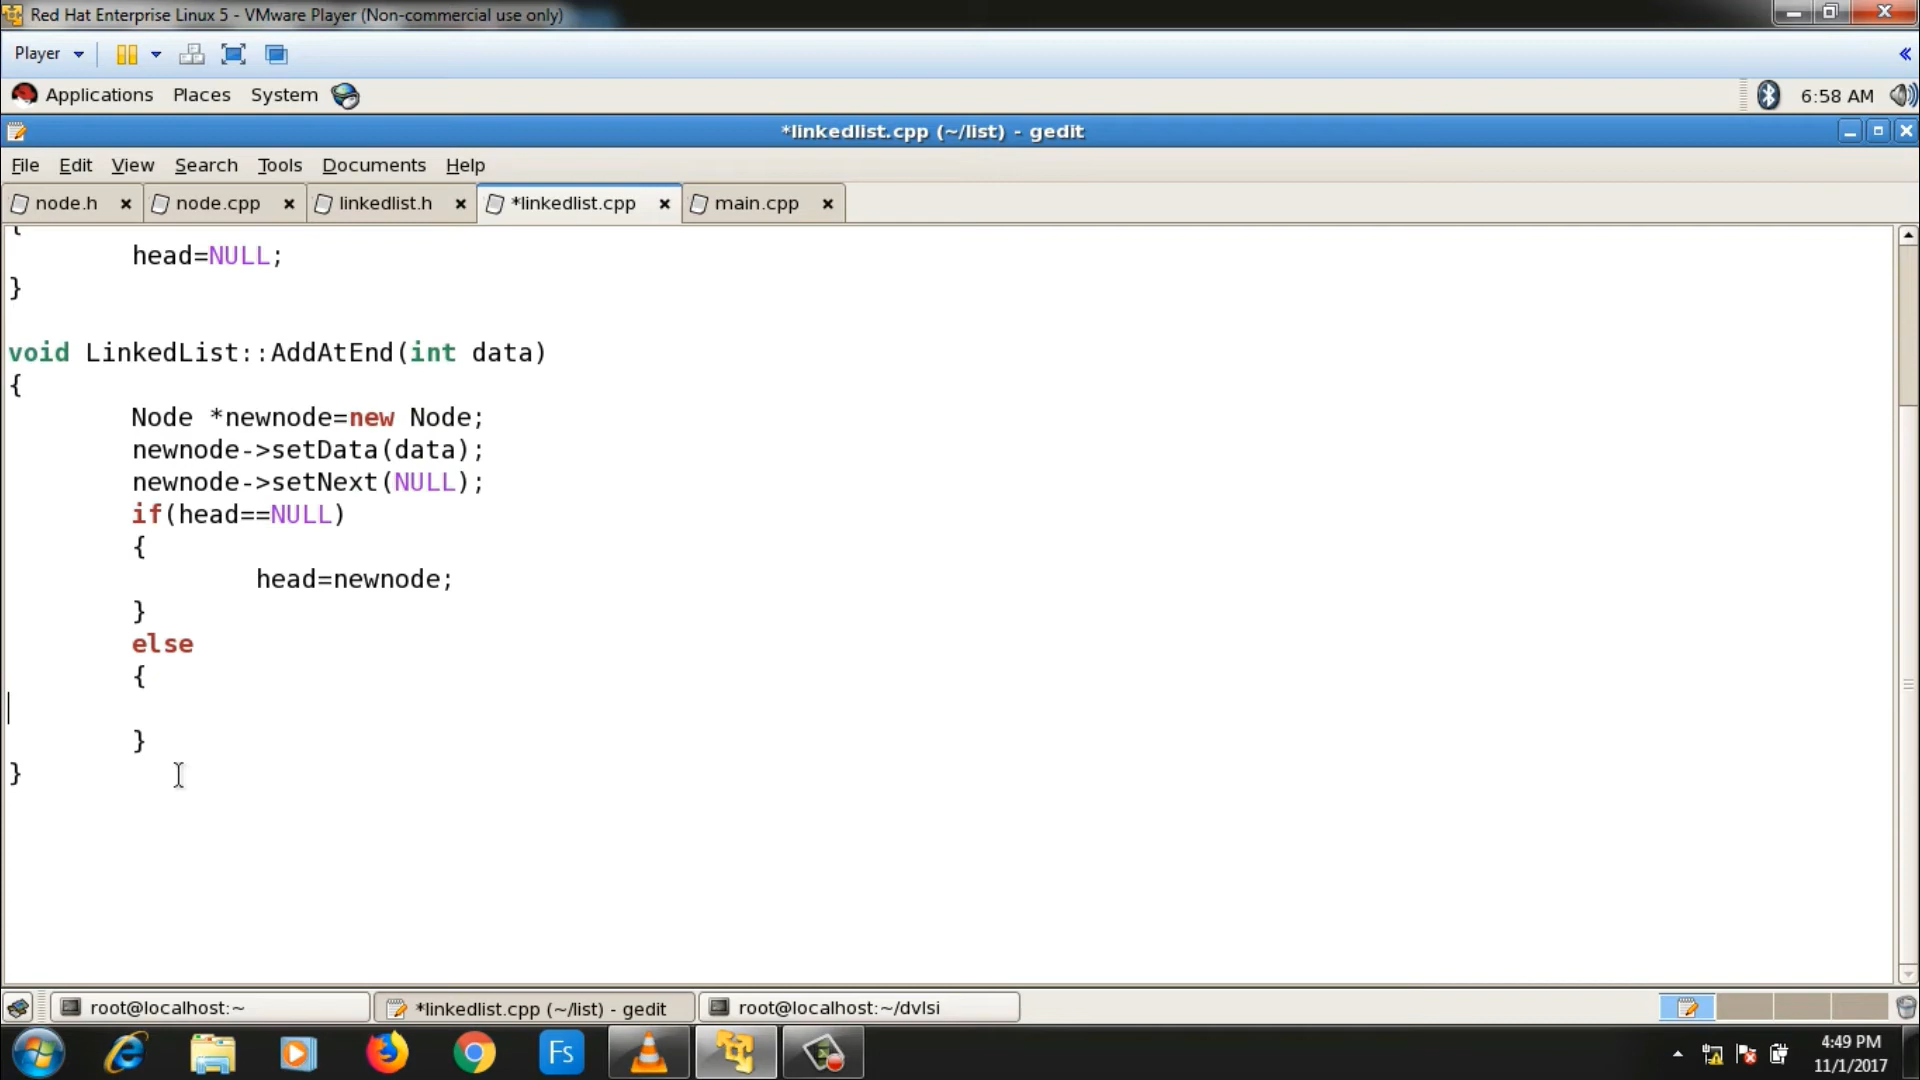 Red Hat Enterprise Linux 5 - VMware Player (Non-commercial use only)
Player
Applications Places System 6:58 AM
*linkedlist.cpp (~/list) - gedit
File Edit View Search Tools Documents Help
node.h node.cpp linkedlist.h *linkedlist.cpp main.cpp
{
head=NULL;
}
void LinkedList::AddAtEnd(int data)
{
Node *newnode=new Node;
newnode->setData(data);
newnode->setNext(NULL);
if(head==NULL)
{
head=newnode;
}
else
{
}
}
root@localhost:~ *linkedlist.cpp (~/list) - gedit root@localhost:~/dvlsi
Fs
4:49 PM
11/1/2017